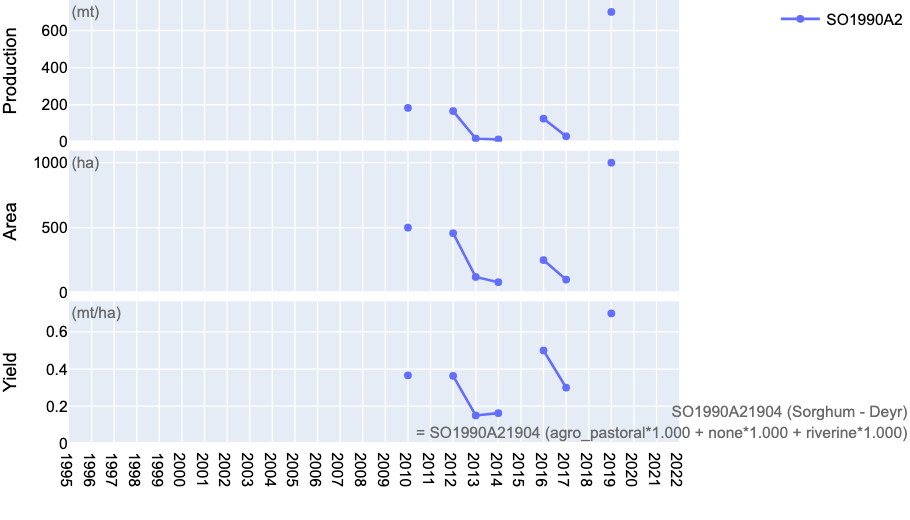 (mt)
SO1990A2
Production
600
400
200
0
(ha)
Area
1000
500
0
(mt/ha)
Yield
0.6
0.4
0.2
0
SO1990A21904 (Sorghum - Deyr)
= SO1990A21904 (agro_pastoral*1.000 + none*1.000 + riverine*1.000)
1995 1996 1997 1998 1999 2000 2001 2002 2003 2004 2005 2006 2007 2008 2009 2010 2011 2012 2013 2014 2015 2016 2017 2018 2019 2020 2021 2022